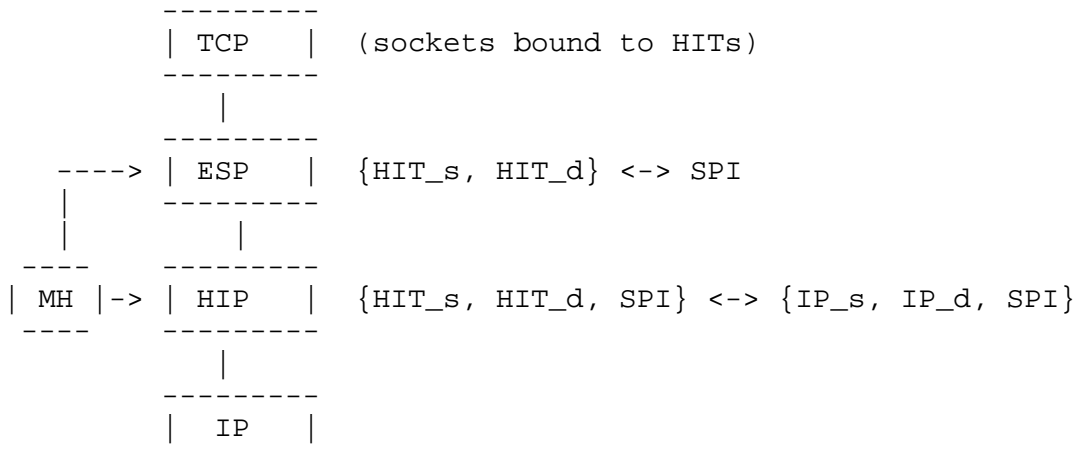 TCP (sockets bound to HITs)
ESP {HIT_s, HIT_d} <-> SPI
MH HIP {HIT_s, HIT_d, SPI} <-> {IP_s, IP_d, SPI}
IP